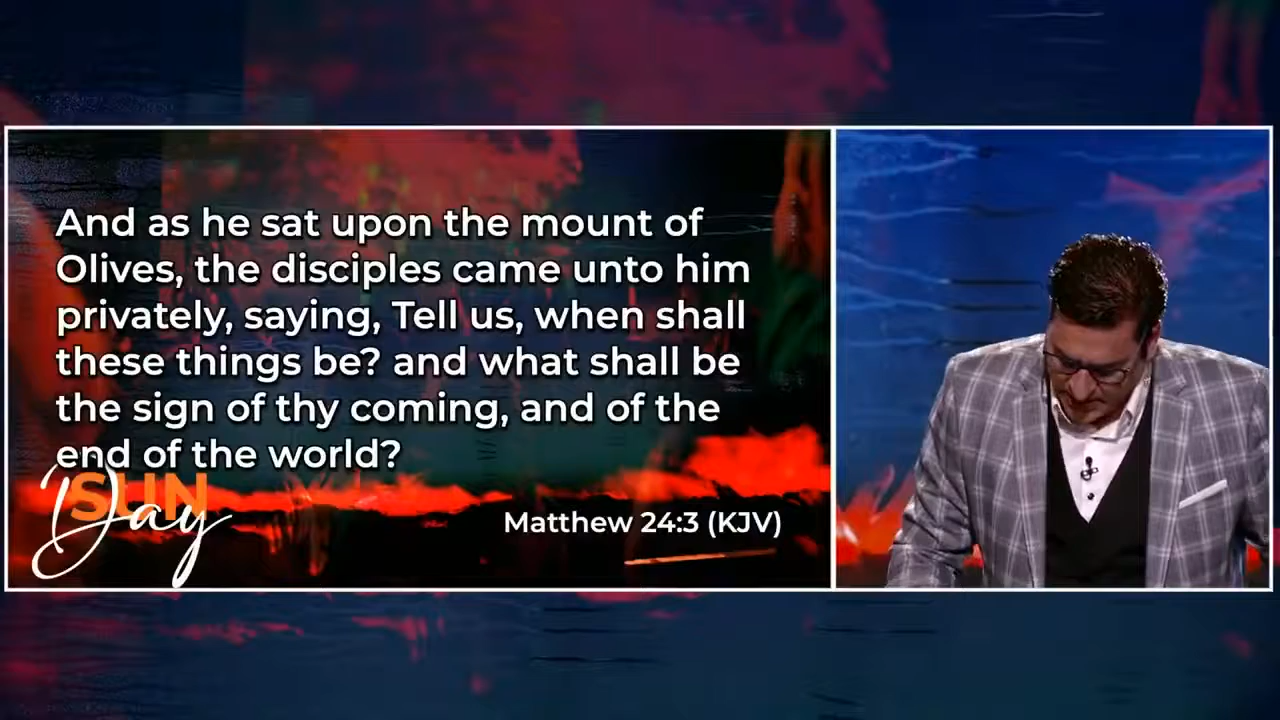 And as he sat upon the mount of
Olives, the disciples came unto him
privately, saying, Tell us, when shall
these things be? and what shall be
the sign of thy coming, and of the
end of the world?
SUN
Day
Matthew 24:3 (KJV)